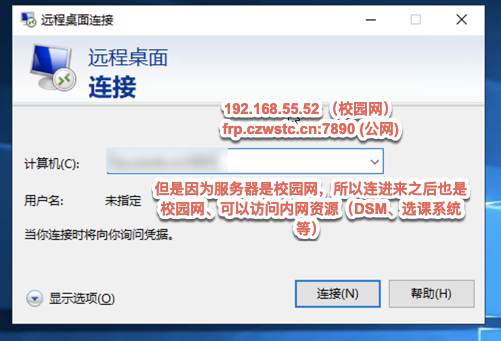 远程桌面连接
远程桌面
连接
192.168.55.52 （校园网）
frp.czwstc.cn:7890 (公网)
计算机(C):
但是因为服务器是校园网，所以连进来之后也是
校园网、可以访问内网资源（DSM、选课系统
等）
用户名: 未指定
当你连接时将向你询问凭据。
显示选项(O) 连接(N) 帮助(H)